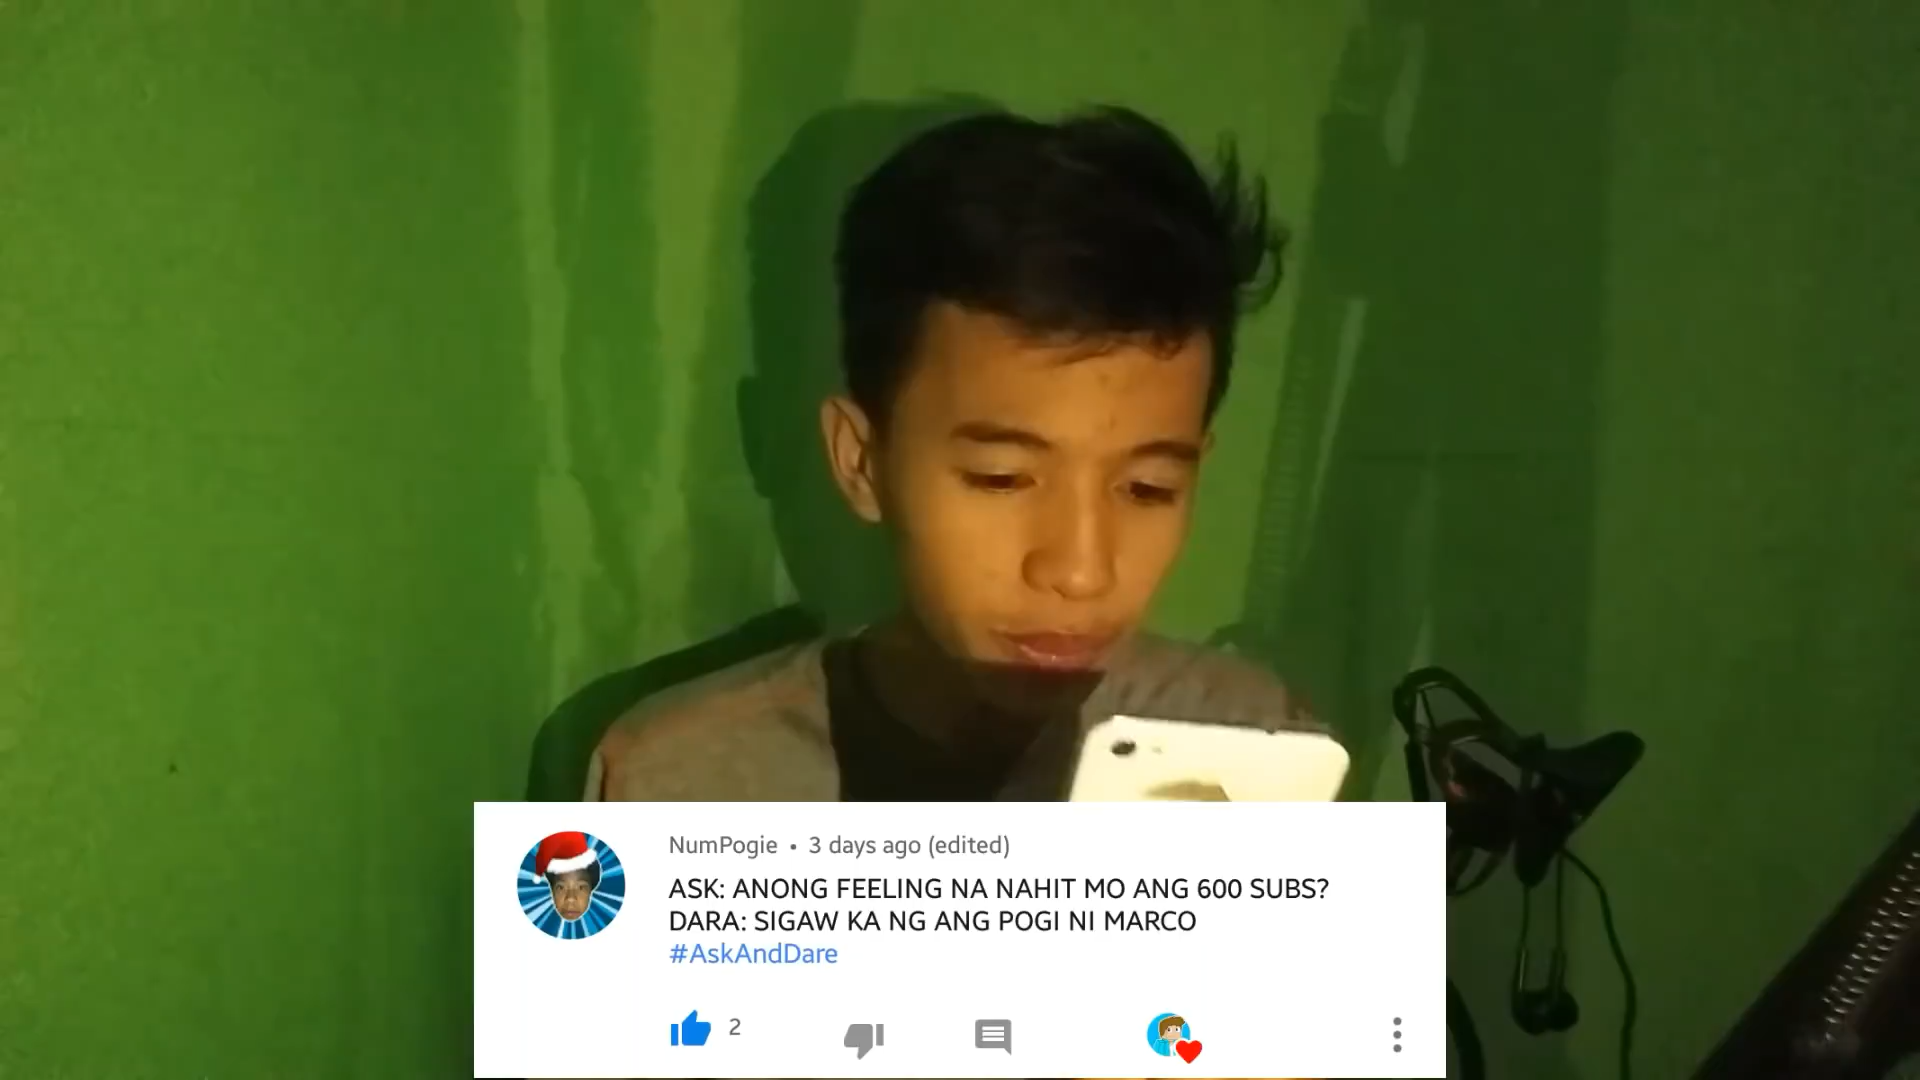 NumPogie • 3 days ago (edited)
ASK: ANONG FEELING NA NAHIT MO ANG 600 SUBS?
DARA: SIGAW KA NG ANG POGI NI MARCO
#AskAndDare
2